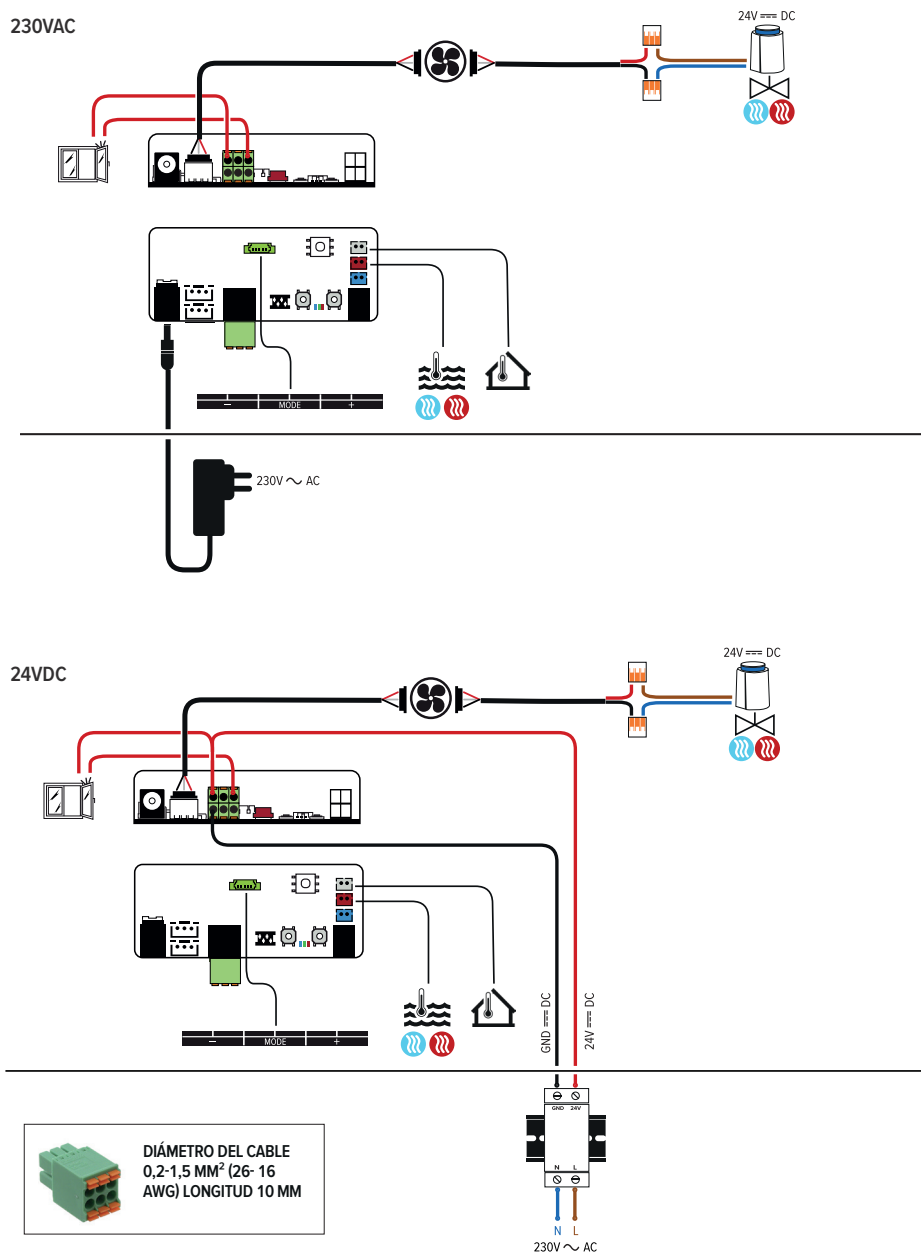 230VAC
24V ⎓ DC
− MODE +
230V ∼ AC
24VDC
24V ⎓ DC
− MODE +
GND ⎓ DC
24V ⎓ DC
GND 24V
N L
N L
230V ∼ AC
DIÁMETRO DEL CABLE
0,2-1,5 MM² (26- 16
AWG) LONGITUD 10 MM